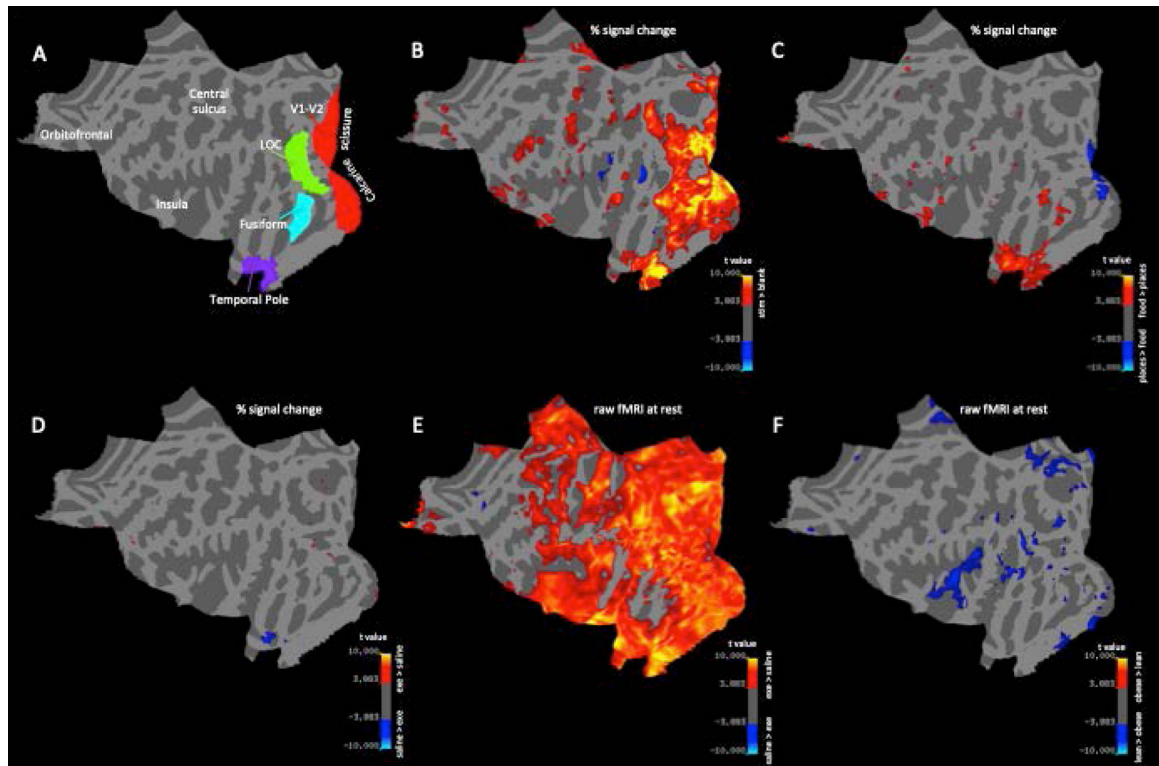 A
Central
sulcus
V1-V2
Orbitofrontal
LOC
Calcarine scissure
Insula
Fusiform
Temporal Pole
B
% signal change
t value
10,000
3,003
-3,003
-10,000
stim > blank
C
% signal change
t value
10,000
3,003
-3,003
-10,000
places > food food > places
D
% signal change
t value
10,000
3,003
-3,003
-10,000
saline > exe exe > saline
E
raw fMRI at rest
t value
10,000
3,003
-3,003
-10,000
saline > exe exe > saline
F
raw fMRI at rest
t value
10,000
3,003
-3,003
-10,000
lean > obese obese > lean